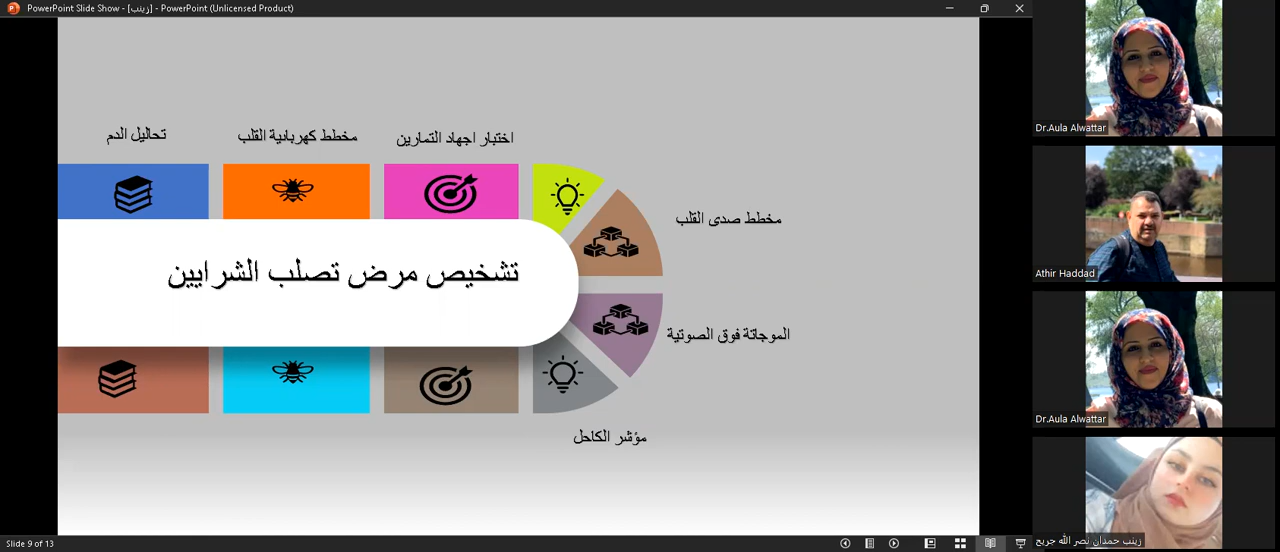 PowerPoint Slide Show - [زينب] - PowerPoint (Unlicensed Product)
تحاليل الدم
مخطط كهربائية القلب
اختبار اجهاد التمارين
مخطط صدى القلب
تشخيص مرض تصلب الشرايين
الموجاتة فوق الصوتية
مؤشر الكاحل
Slide 9 of 13
Dr.Aula Alwattar
Athir Haddad
Dr.Aula Alwattar
زينب حمدان نصر الله جريح